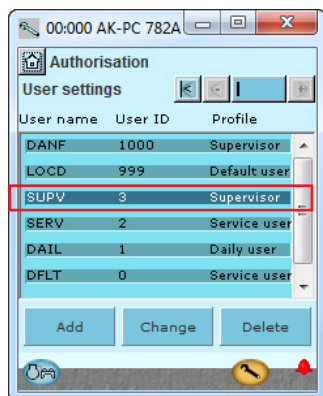 00:000 AK-PC 782A
Authorisation
User settings
User name User ID Profile
DANF 1000 Supervisor
LOCD 999 Default user
SUPV 3 Supervisor
SERV 2 Service user
DAIL 1 Daily user
DFLT 0 Service user
Add Change Delete